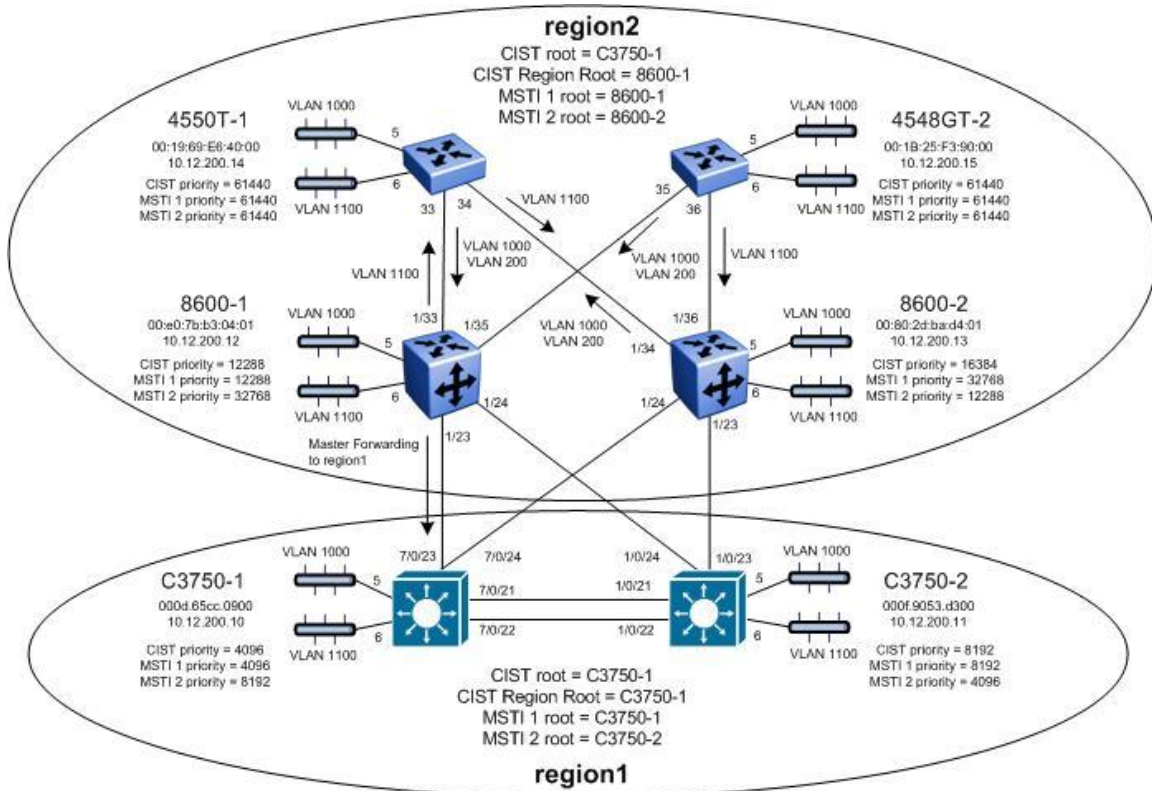 region2
CIST root = C3750-1
CIST Region Root = 8600-1
MSTI 1 root = 8600-1
MSTI 2 root = 8600-2
4550T-1
00:19:69:E6:40:00
10.12.200.14
CIST priority = 61440
MSTI 1 priority = 61440
MSTI 2 priority = 61440
VLAN 1000
5
VLAN 1100
6
33
34
4548GT-2
00:1B:25:F3:90:00
10.12.200.15
CIST priority = 61440
MSTI 1 priority = 61440
MSTI 2 priority = 61440
VLAN 1000
5
VLAN 1100
6
35
36
VLAN 1100
VLAN 1000
VLAN 200
VLAN 1100
VLAN 1000
VLAN 200
VLAN 1100
VLAN 1000
VLAN 200
8600-1
00:e0:7b:b3:04:01
10.12.200.12
CIST priority = 12288
MSTI 1 priority = 12288
MSTI 2 priority = 32768
VLAN 1000
5
VLAN 1100
6
1/33
1/35
1/24
1/23
Master Forwarding
to region1
8600-2
00:80:2d:ba:d4:01
10.12.200.13
CIST priority = 16384
MSTI 1 priority = 32768
MSTI 2 priority = 12288
VLAN 1000
5
VLAN 1100
6
1/36
1/34
1/24
1/23
C3750-1
000d.65cc.0900
10.12.200.10
CIST priority = 4096
MSTI 1 priority = 4096
MSTI 2 priority = 8192
VLAN 1000
5
VLAN 1100
6
7/0/23
7/0/24
7/0/21
7/0/22
1/0/24
1/0/23
1/0/21
1/0/22
C3750-2
000f.9053.d300
10.12.200.11
CIST priority = 8192
MSTI 1 priority = 8192
MSTI 2 priority = 4096
VLAN 1000
5
VLAN 1100
6
CIST root = C3750-1
CIST Region Root = C3750-1
MSTI 1 root = C3750-1
MSTI 2 root = C3750-2
region1